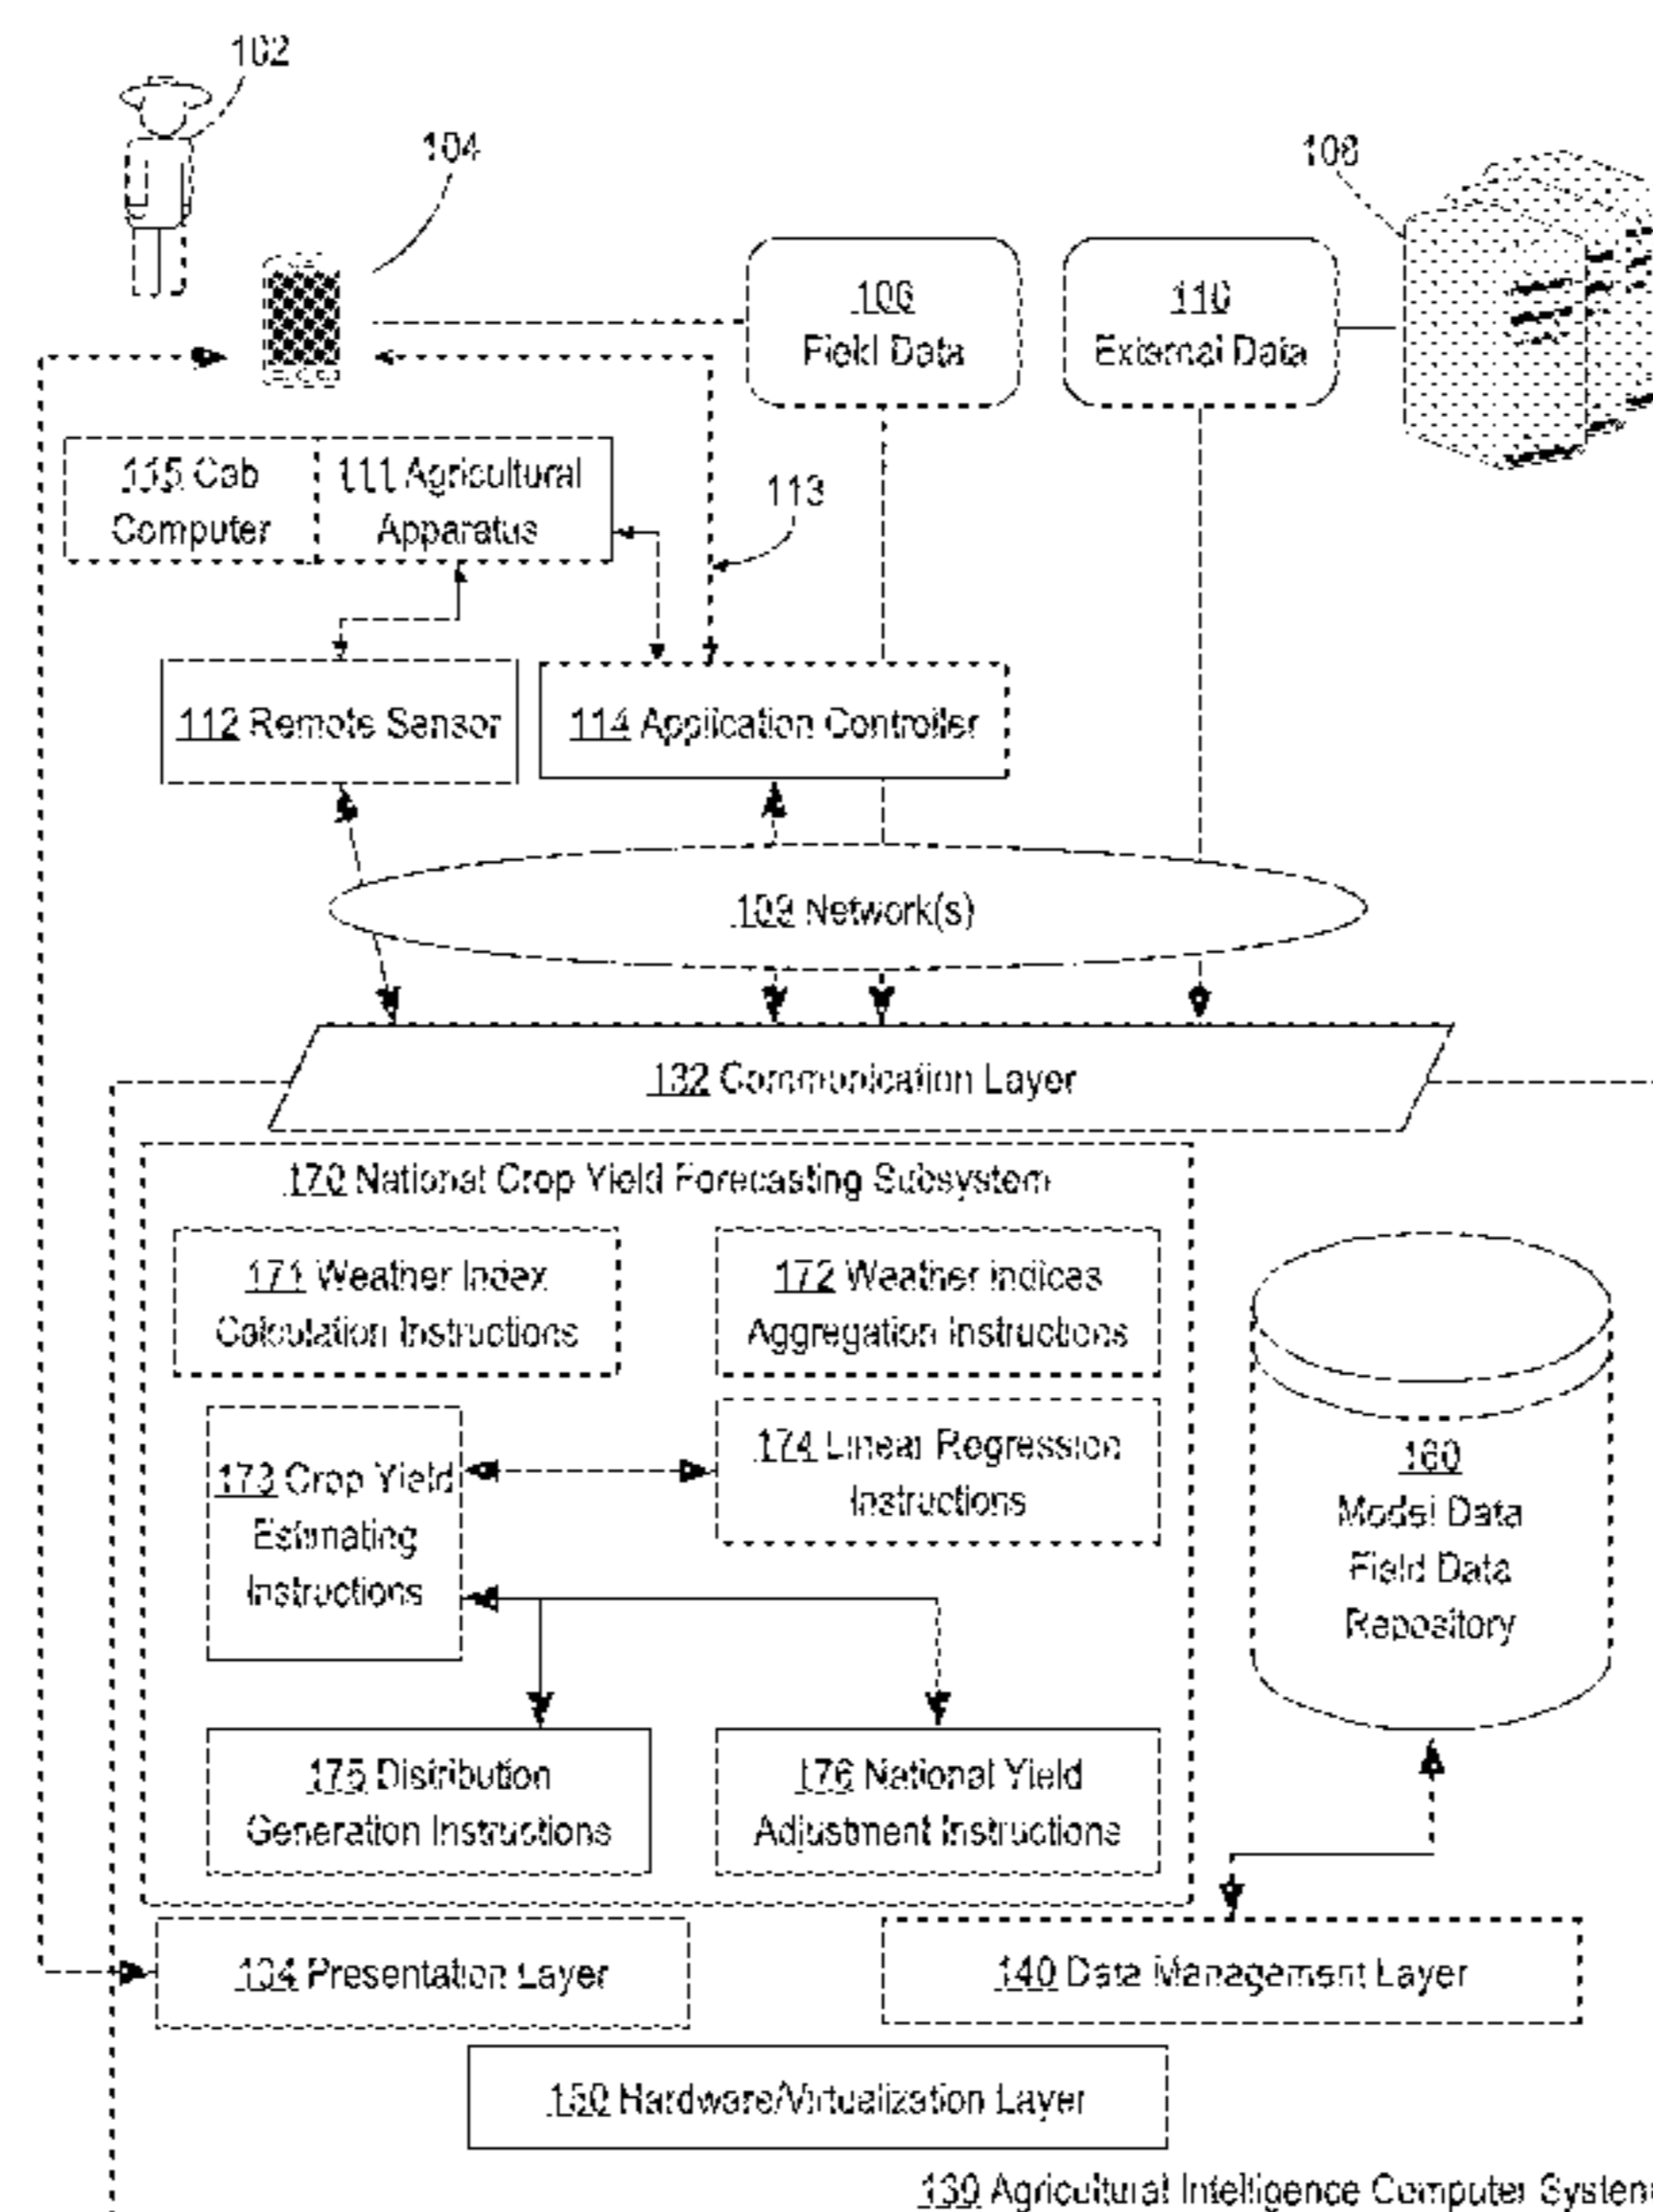 102
104
108
106
Field Data
110
External Data
115 Cab
Computer
111 Agricultural
Apparatus
113
112 Remote Sensor
114 Application Controller
109 Network(s)
132 Communication Layer
170 National Crop Yield Forecasting Subsystem
171 Weather Index
Calculation Instructions
172 Weather indices
Aggregation Instructions
173 Crop Yield
Estimating
Instructions
174 Linear Regression
Instructions
160
Model Data
Field Data
Repository
175 Distribution
Generation Instructions
176 National Yield
Adjustment Instructions
134 Presentation Layer
140 Data Management Layer
150 Hardware/Virtualization Layer
130 Agricultural Intelligence Computer System